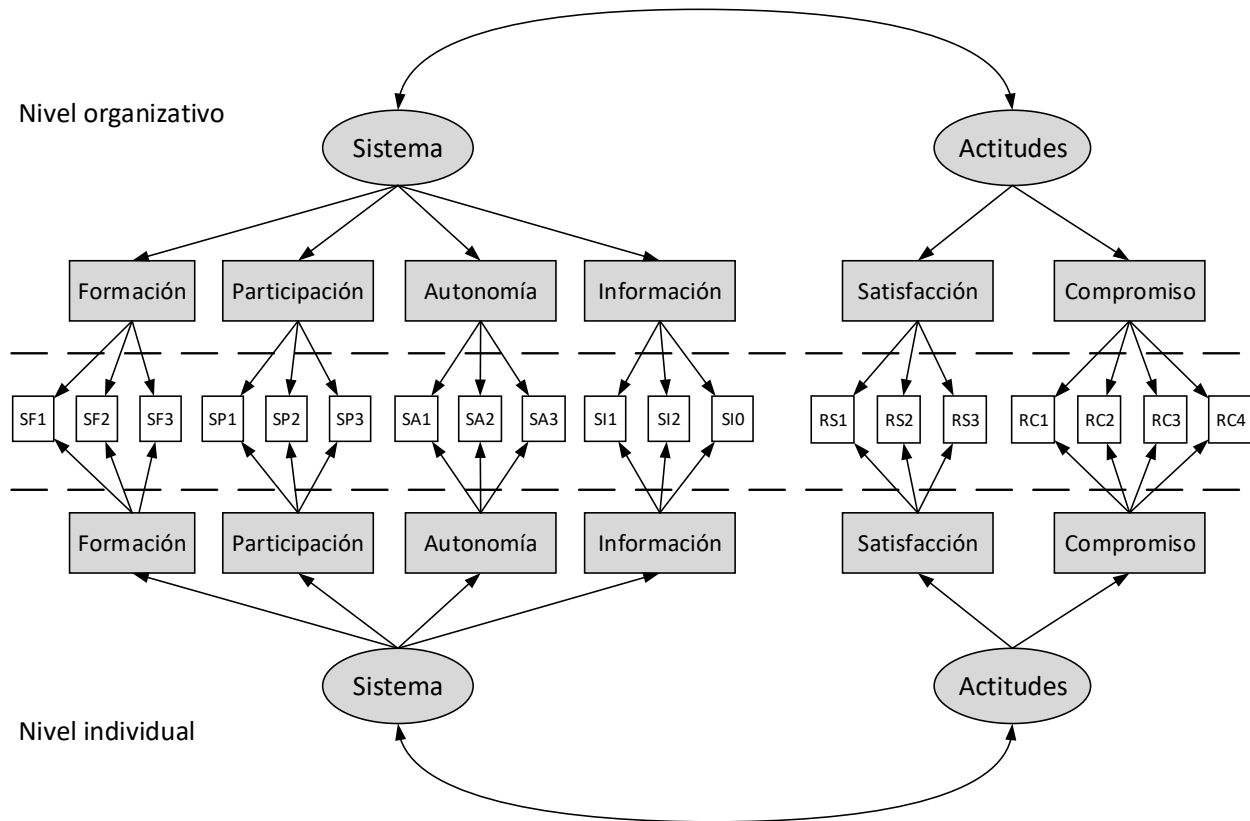 Nivel organizativo
Sistema
Actitudes
Formación
Participación
Autonomía
Información
Satisfacción
Compromiso
SF1
SF2
SF3
SP1
SP2
SP3
SA1
SA2
SA3
SI1
SI2
SI0
RS1
RS2
RS3
RC1
RC2
RC3
RC4
Formación
Participación
Autonomía
Información
Satisfacción
Compromiso
Sistema
Actitudes
Nivel individual